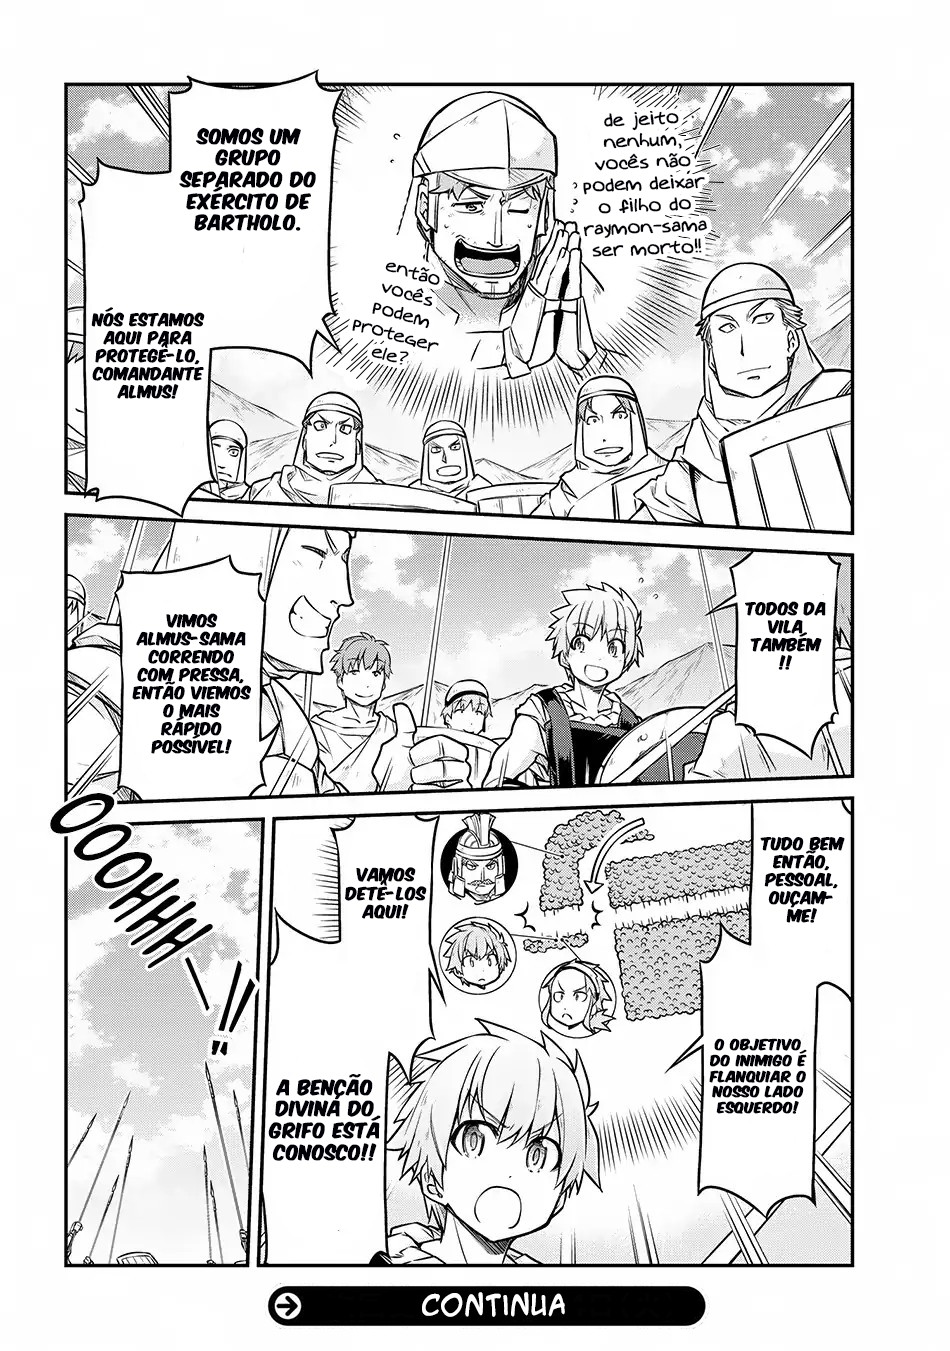 de jeito
nenhum,
vocês não
podem deixar
o filho do
raymon-sama
ser morto!!
então
vocês
podem
proteger
ele?
SOMOS UM
GRUPO
SEPARADO DO
EXÉRCITO DE
BARTHOLO.
NÓS ESTAMOS
AQUI PARA
PROTEGÊ-LO,
COMANDANTE
ALMUS!
TODOS DA
VILA,
TAMBÉM
!!
VIMOS
ALMUS-SAMA
CORRENDO
COM PRESSA,
ENTÃO VIEMOS
O MAIS
RÁPIDO
POSSÍVEL!
TUDO BEM
ENTÃO,
PESSOAL,
OUÇAM-
ME!
O OBJETIVO
DO INIMIGO É
FLANQUIAR O
NOSSO LADO
ESQUERDO!
VAMOS
DETÊ-LOS
AQUI!
A BENÇÃO
DIVINA DO
GRIFO ESTÁ
CONOSCO!!
OOOHHH-!!
CONTINUA